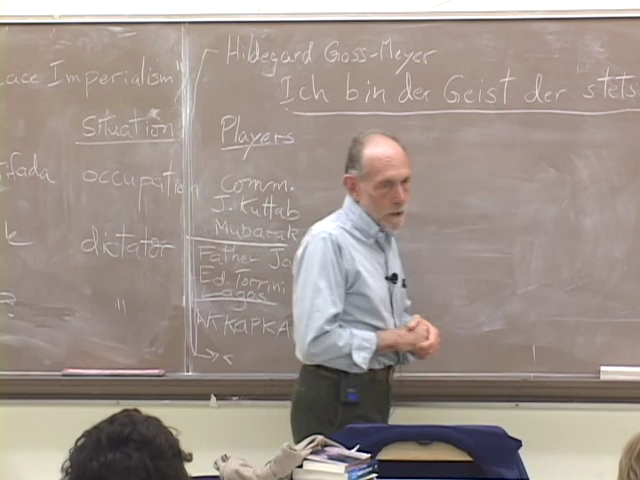 Hildegard Goss-Meyer
ace Imperialism"
Ich bin der Geist der stets
Situation
Players
fada
occupation
comm.
J. Kuttab
Mubarak
dictator
Father Jo
Ed. Torrini
Lagos
"
?